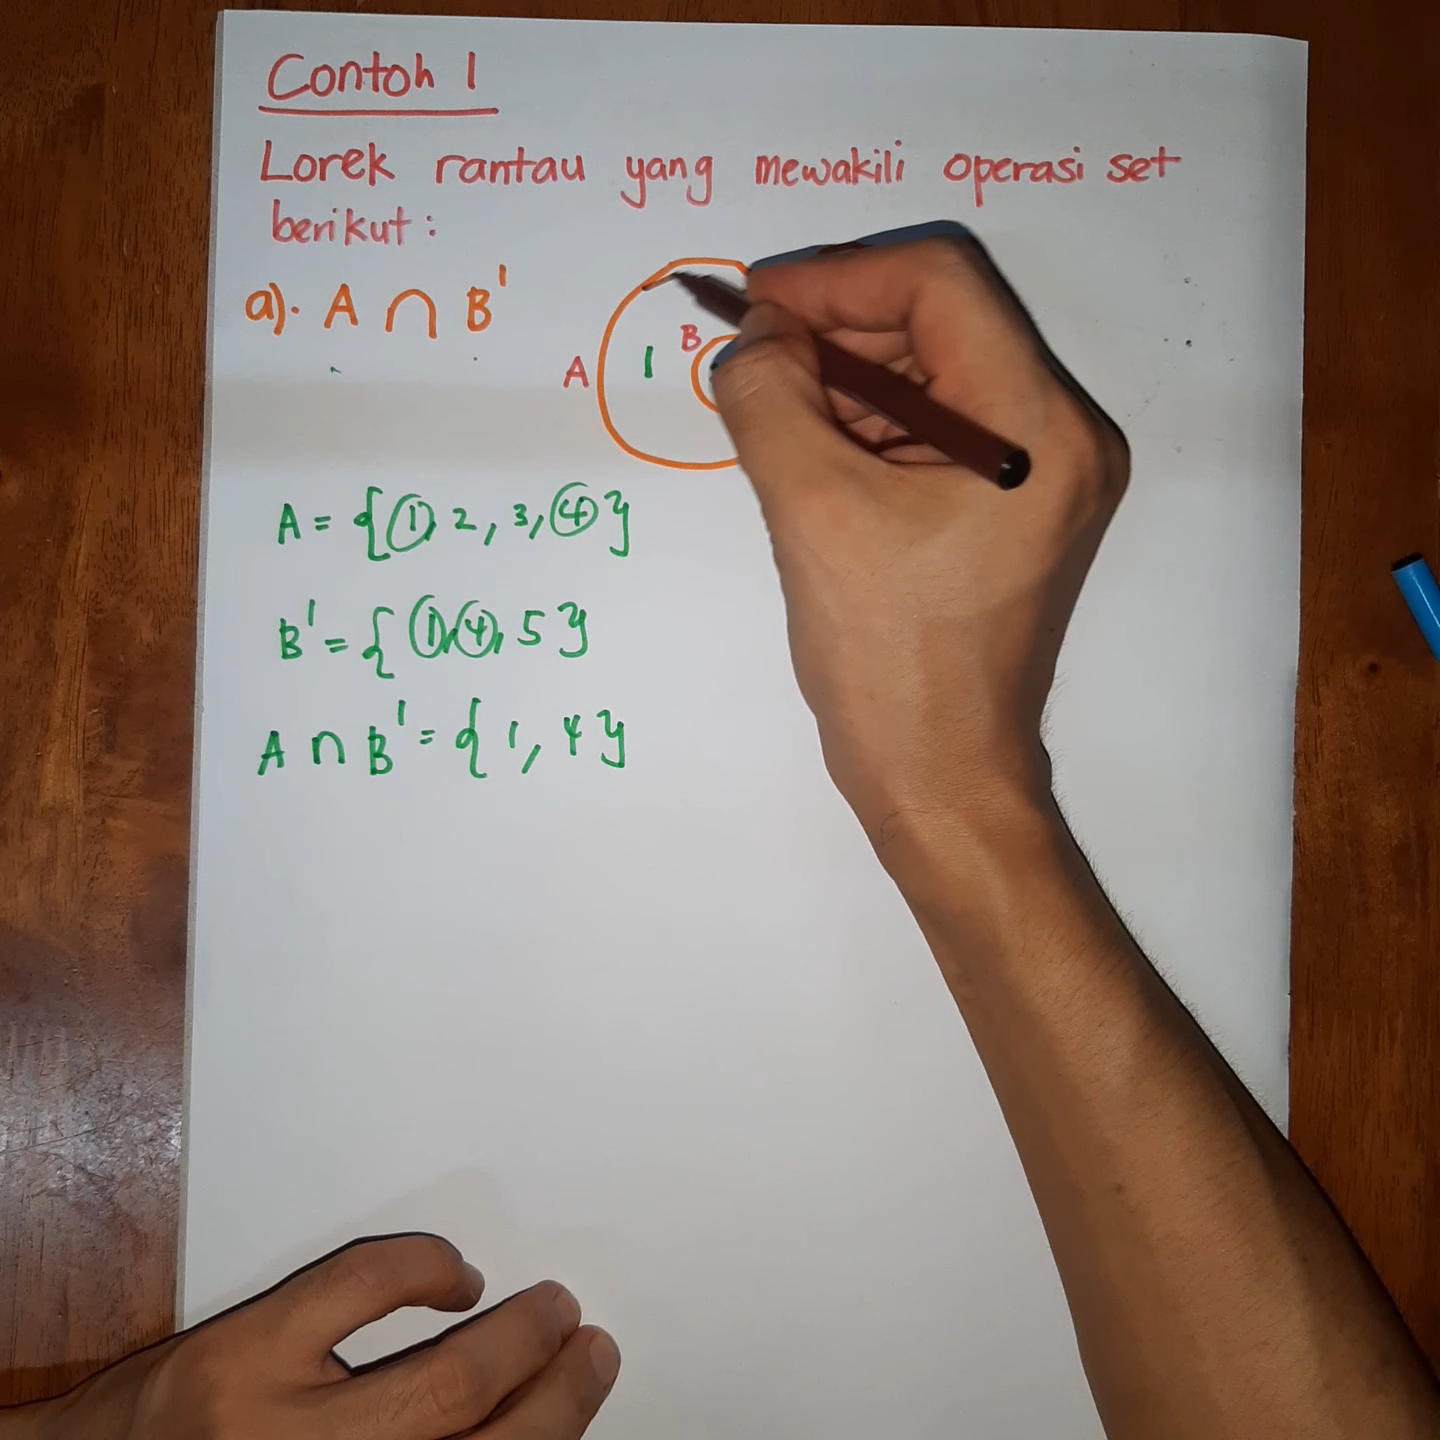 Contoh 1
Lorek rantau yang mewakili operasi set
berikut:
a). A ∩ B'
B
A 1
A = {1, 2, 3, 4}
B' = {1, 4, 5}
A ∩ B' = {1, 4}